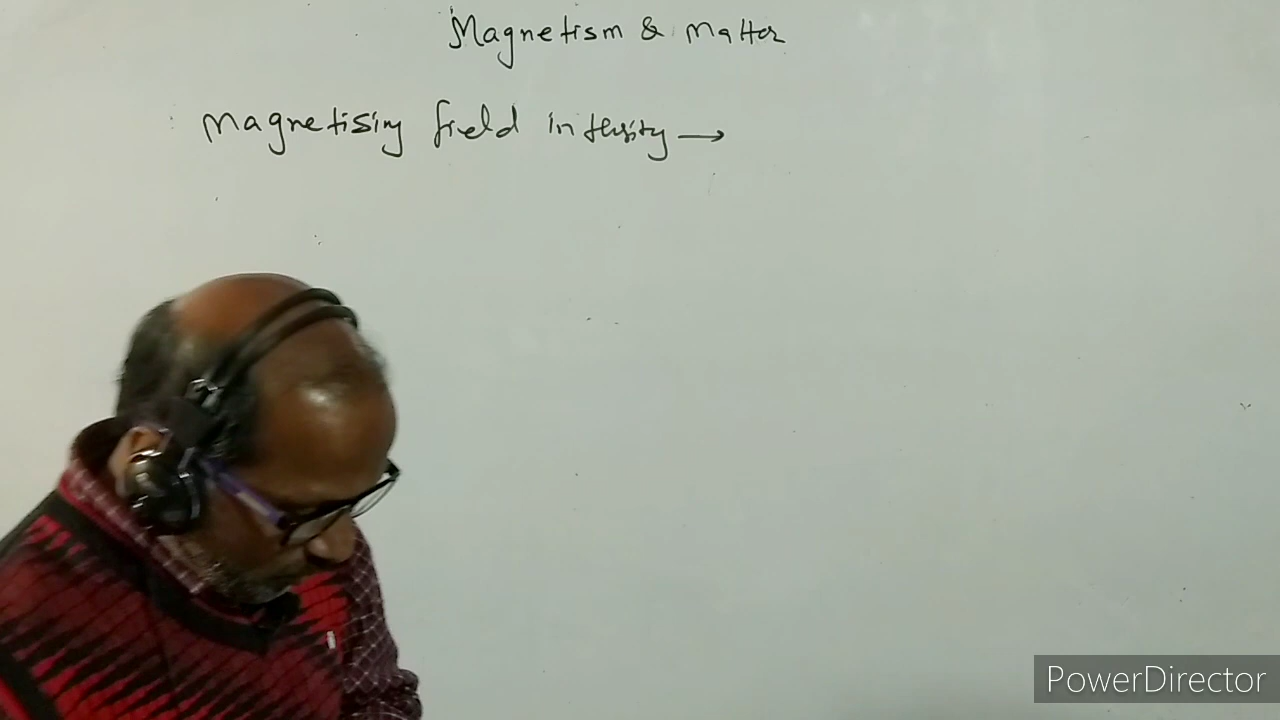 Magnetism & Matter
Magnetising field intensity →
PowerDirector